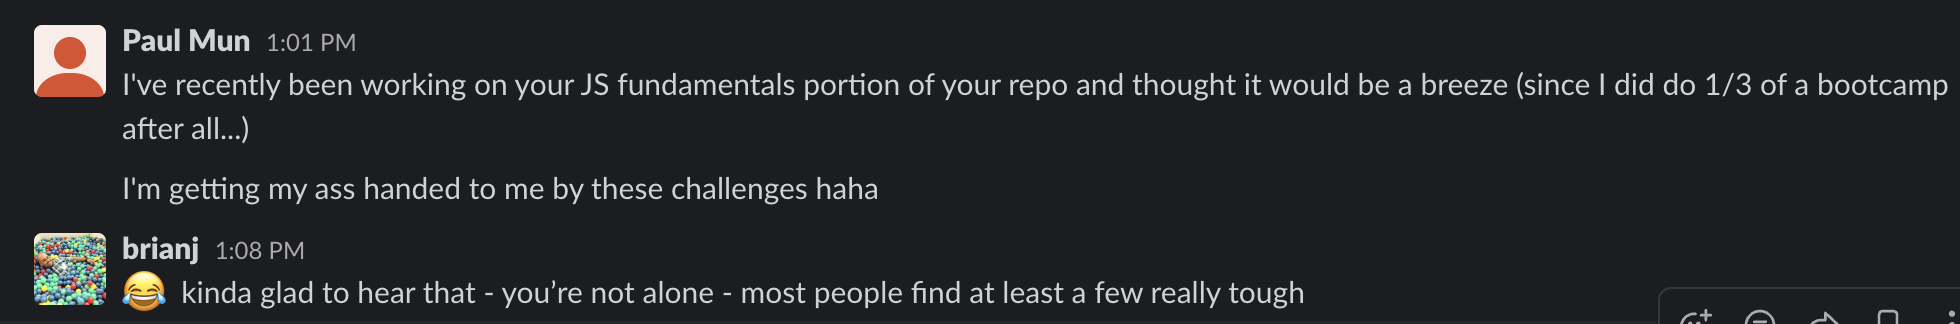 Paul Mun 1:01 PM
I've recently been working on your JS fundamentals portion of your repo and thought it would be a breeze (since I did do 1/3 of a bootcamp
after all...)
I'm getting my ass handed to me by these challenges haha
brianj 1:08 PM
😂 kinda glad to hear that - you’re not alone - most people find at least a few really tough